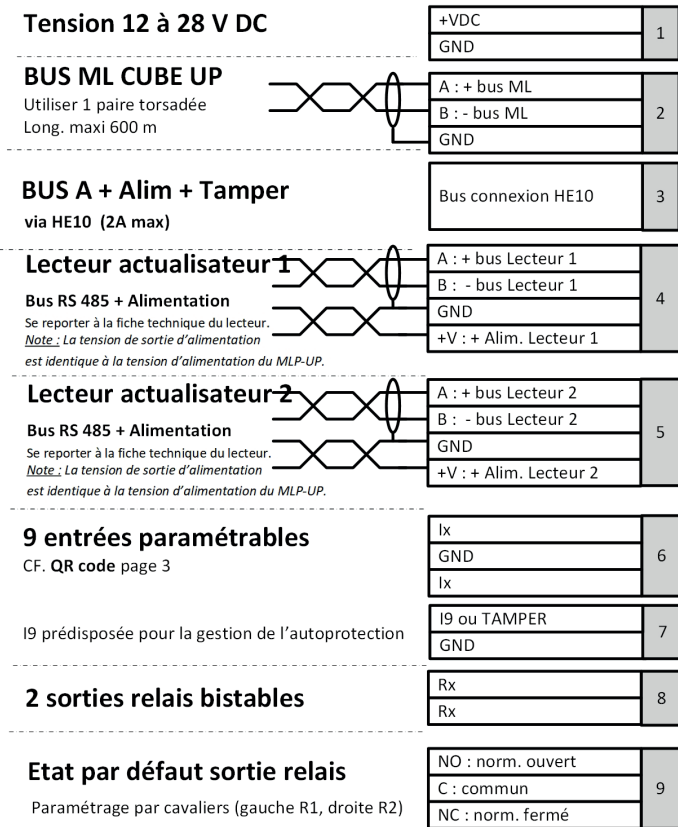 Tension 12 à 28 V DC
+VDC
GND
1
BUS ML CUBE UP
Utiliser 1 paire torsadée
Long. maxi 600 m
A : + bus ML
B : - bus ML
GND
2
BUS A + Alim + Tamper
via HE10  (2A max)
Bus connexion HE10
3
Lecteur actualisateur 1
Bus RS 485 + Alimentation
Se reporter à la fiche technique du lecteur.
Note : La tension de sortie d’alimentation
est identique à la tension d’alimentation du MLP-UP.
A : + bus Lecteur 1
B :  - bus Lecteur 1
GND
+V : + Alim. Lecteur 1
4
Lecteur actualisateur 2
Bus RS 485 + Alimentation
Se reporter à la fiche technique du lecteur.
Note : La tension de sortie d’alimentation
est identique à la tension d’alimentation du MLP-UP.
A : + bus Lecteur 2
B :  - bus Lecteur 2
GND
+V : + Alim. Lecteur 2
5
9 entrées paramétrables
CF. QR code page 3
Ix
GND
Ix
6
I9 prédisposée pour la gestion de l’autoprotection
I9 ou TAMPER
GND
7
2 sorties relais bistables
Rx
Rx
8
Etat par défaut sortie relais
Paramétrage par cavaliers (gauche R1, droite R2)
NO : norm. ouvert
C : commun
NC : norm. fermé
9